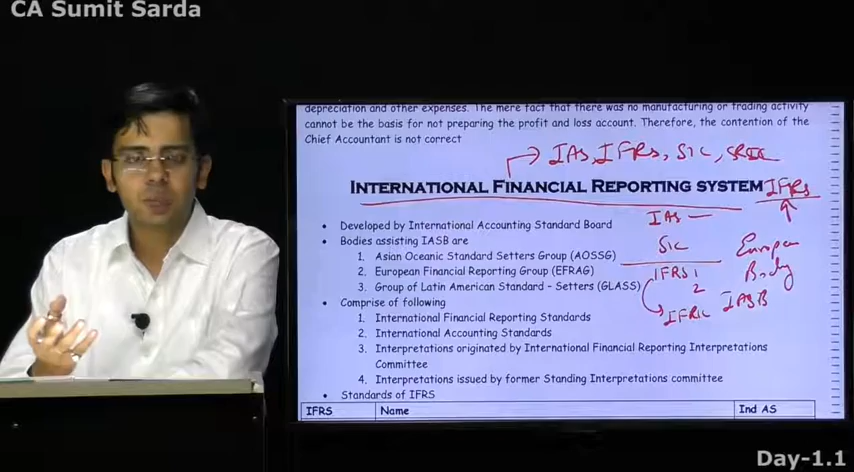 CA Sumit Sarda
depreciation and other expenses. The mere fact that there was no manufacturing or trading activity
cannot be the basis for not preparing the profit and loss account. Therefore, the contention of the
Chief Accountant is not correct
IAS, IFRS, SIC,
INTERNATIONAL FINANCIAL REPORTING SYSTEM IFRS
• Developed by International Accounting Standard Board
IAS —
• Bodies assisting IASB are
SIC
1. Asian Oceanic Standard Setters Group (AOSSG)
European
2. European Financial Reporting Group (EFRAG)
IFRS 1
Body
3. Group of Latin American Standard - Setters (GLASS)
2
• Comprise of following
IFRIC IASB
1. International Financial Reporting Standards
2. International Accounting Standards
3. Interpretations originated by International Financial Reporting Interpretations
Committee
4. Interpretations issued by former Standing Interpretations committee
• Standards of IFRS
IFRS Name Ind AS
Day-1.1